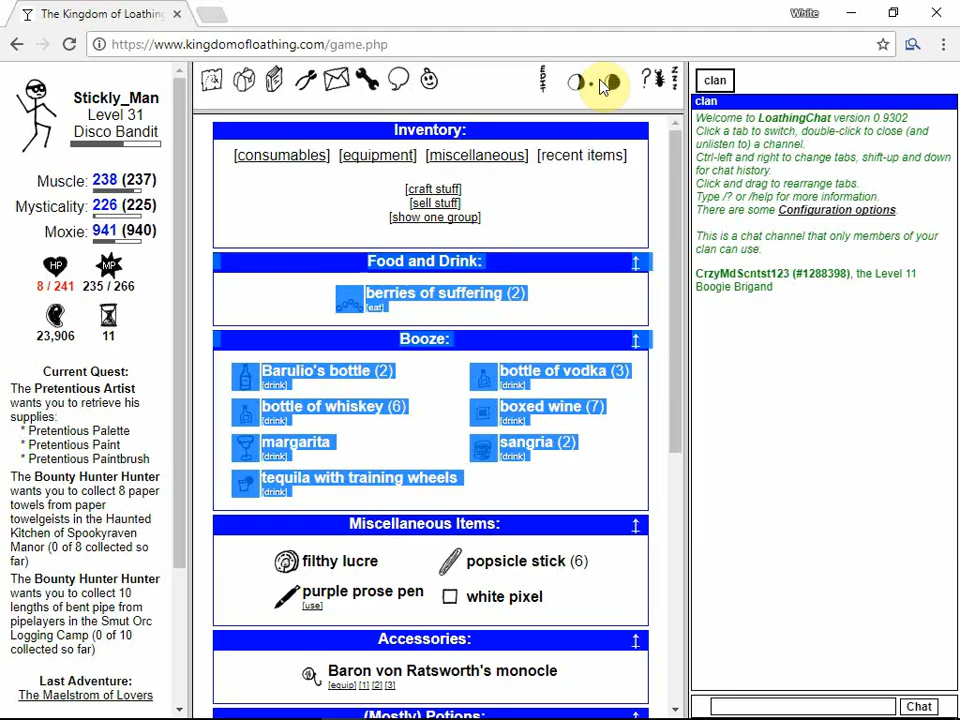 The Kingdom of Loathing
White
https://www.kingdomofloathing.com/game.php
Stickly_Man
Level 31
Disco Bandit
Muscle: 238 (237)
Mysticality: 226 (225)
Moxie: 941 (940)
HP
MP
8 / 241
235 / 266
23,906
11
Current Quest:
The Pretentious Artist
wants you to retrieve his
supplies:
* Pretentious Palette
* Pretentious Paint
* Pretentious Paintbrush
The Bounty Hunter Hunter
wants you to collect 8 paper
towels from paper
towelgeists in the Haunted
Kitchen of Spookyraven
Manor (0 of 8 collected so
far)
The Bounty Hunter Hunter
wants you to collect 10
lengths of bent pipe from
pipelayers in the Smut Orc
Logging Camp (0 of 10
collected so far)
Last Adventure:
The Maelstrom of Lovers
Inventory:
[consumables] [equipment] [miscellaneous] [recent items]
[craft stuff]
[sell stuff]
[show one group]
Food and Drink:
berries of suffering (2)
[eat]
Booze:
Barulio's bottle (2)
[drink]
bottle of vodka (3)
[drink]
bottle of whiskey (6)
[drink]
boxed wine (7)
[drink]
margarita
[drink]
sangria (2)
[drink]
tequila with training wheels
[drink]
Miscellaneous Items:
filthy lucre
popsicle stick (6)
purple prose pen
[use]
white pixel
Accessories:
Baron von Ratsworth's monocle
[equip] [1] [2] [3]
(Mostly) Potions:
clan
clan
Welcome to LoathingChat version 0.9302
Click a tab to switch, double-click to close (and
unlisten to) a channel.
Ctrl-left and right to change tabs, shift-up and down
for chat history.
Click and drag to rearrange tabs.
Type /? or /help for more information.
There are some Configuration options.
This is a chat channel that only members of your
clan can use.
CrzyMdScntst123 (#1288398), the Level 11
Boogie Brigand
Chat